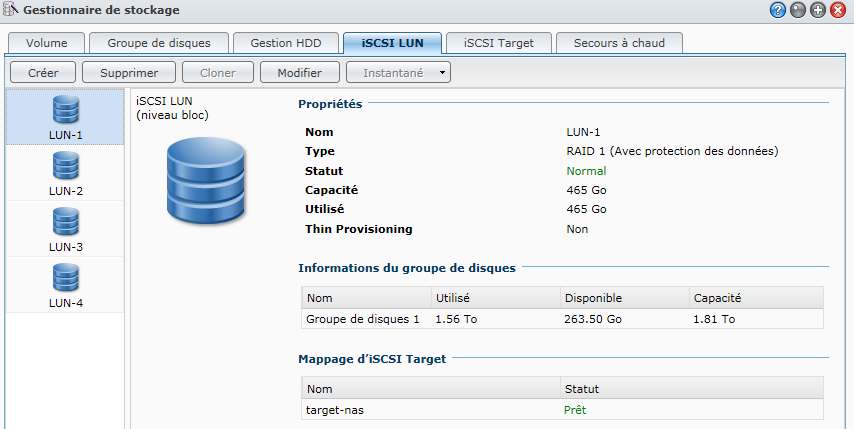 Gestionnaire de stockage
Volume Groupe de disques Gestion HDD iSCSI LUN iSCSI Target Secours à chaud
Créer Supprimer Cloner Modifier Instantané
LUN-1
LUN-2
LUN-3
LUN-4
iSCSI LUN
(niveau bloc)
Propriétés
Nom LUN-1
Type RAID 1 (Avec protection des données)
Statut Normal
Capacité 465 Go
Utilisé 465 Go
Thin Provisioning Non
Informations du groupe de disques
Nom Utilisé Disponible Capacité
Groupe de disques 1 1.56 To 263.50 Go 1.81 To
Mappage d’iSCSI Target
Nom Statut
target-nas Prêt